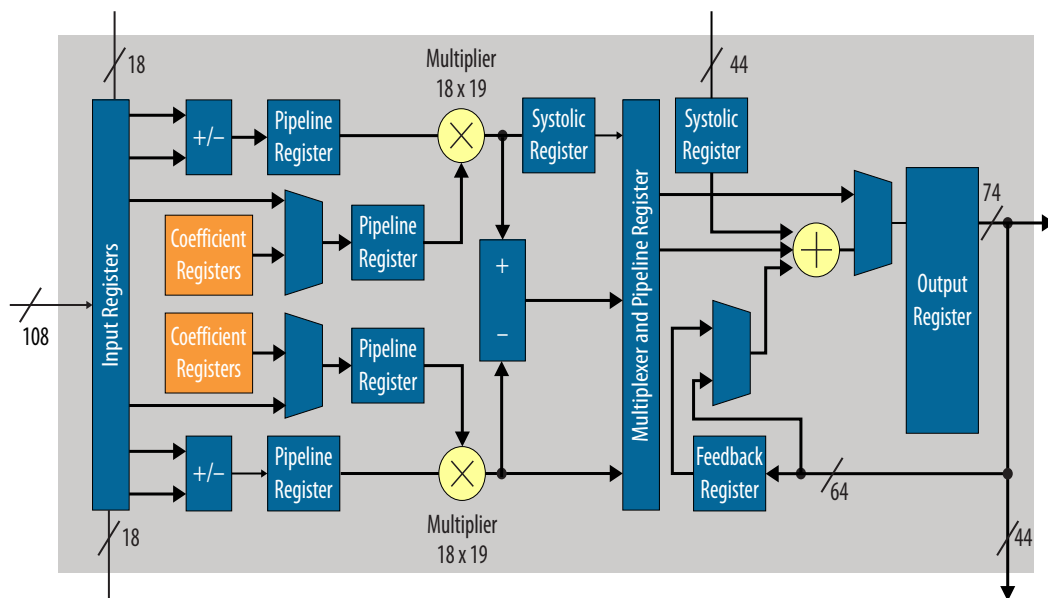 18
44
Multiplier
18 x 19
Pipeline
Register
+/−
Systolic
Register
Systolic
Register
74
Coefficient
Registers
Pipeline
Register
+
−
108
Input Registers
Multiplexer and Pipeline Register
Output
Register
Coefficient
Registers
Pipeline
Register
+/−
Pipeline
Register
Feedback
Register
64
Multiplier
18 x 19
18
44